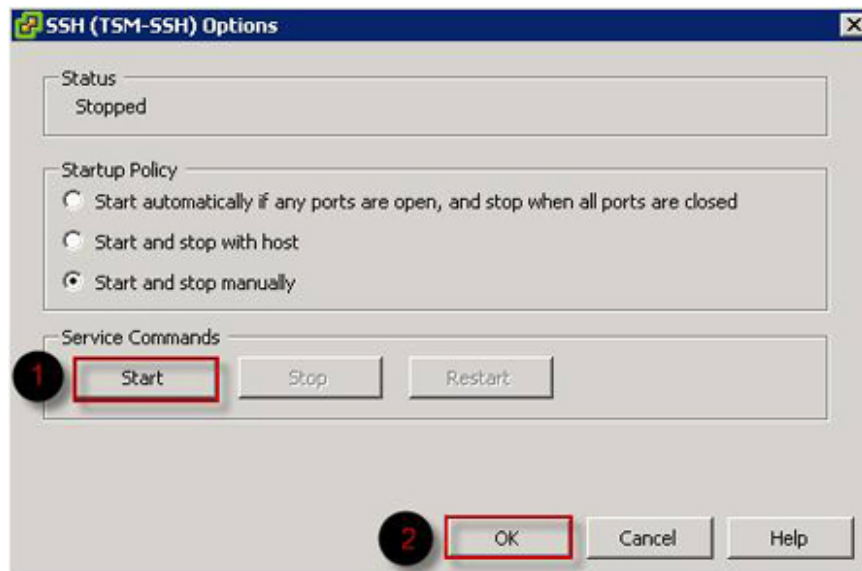 SSH (TSM-SSH) Options
Status
Stopped
Startup Policy
Start automatically if any ports are open, and stop when all ports are closed
Start and stop with host
Start and stop manually
Service Commands
1 Start Stop Restart
2 OK Cancel Help